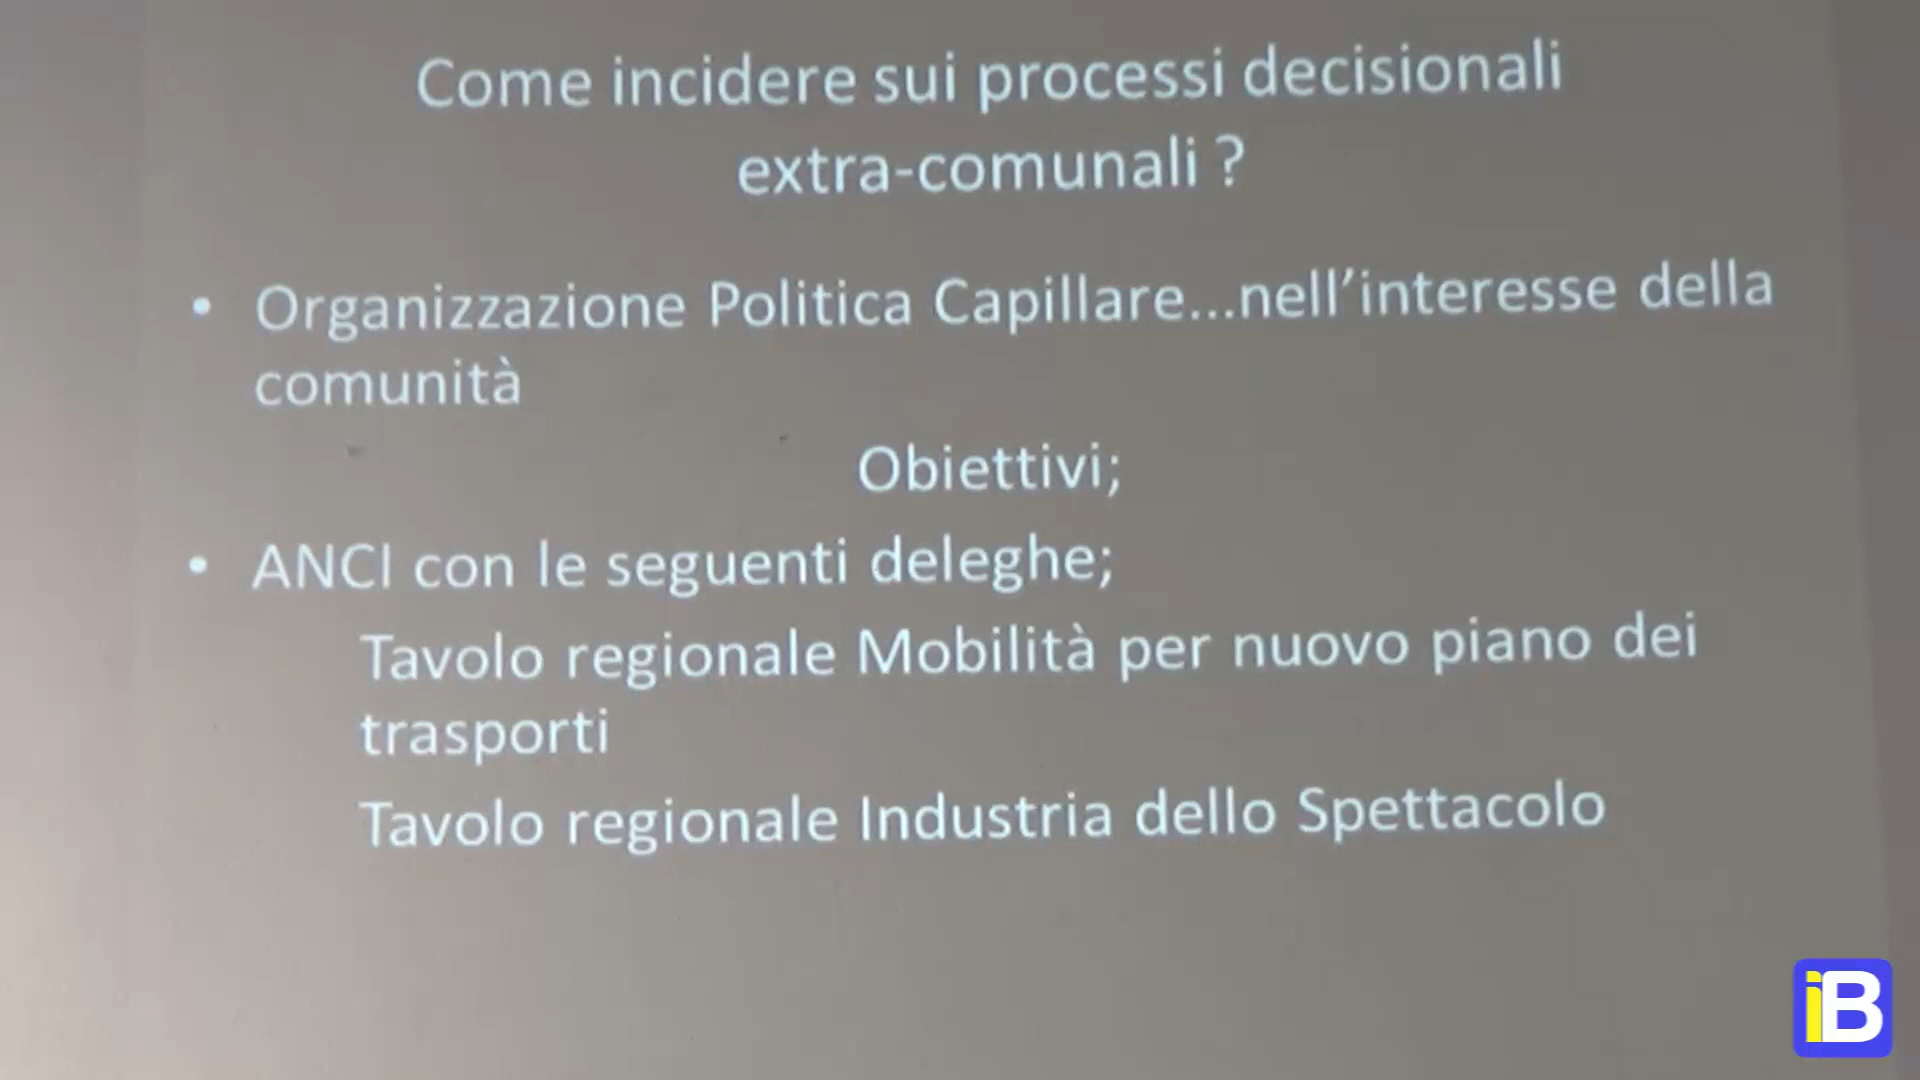 Come incidere sui processi decisionali
extra-comunali ?
• Organizzazione Politica Capillare...nell'interesse della
comunità
Obiettivi;
• ANCI con le seguenti deleghe;
Tavolo regionale Mobilità per nuovo piano dei
trasporti
Tavolo regionale Industria dello Spettacolo
iB